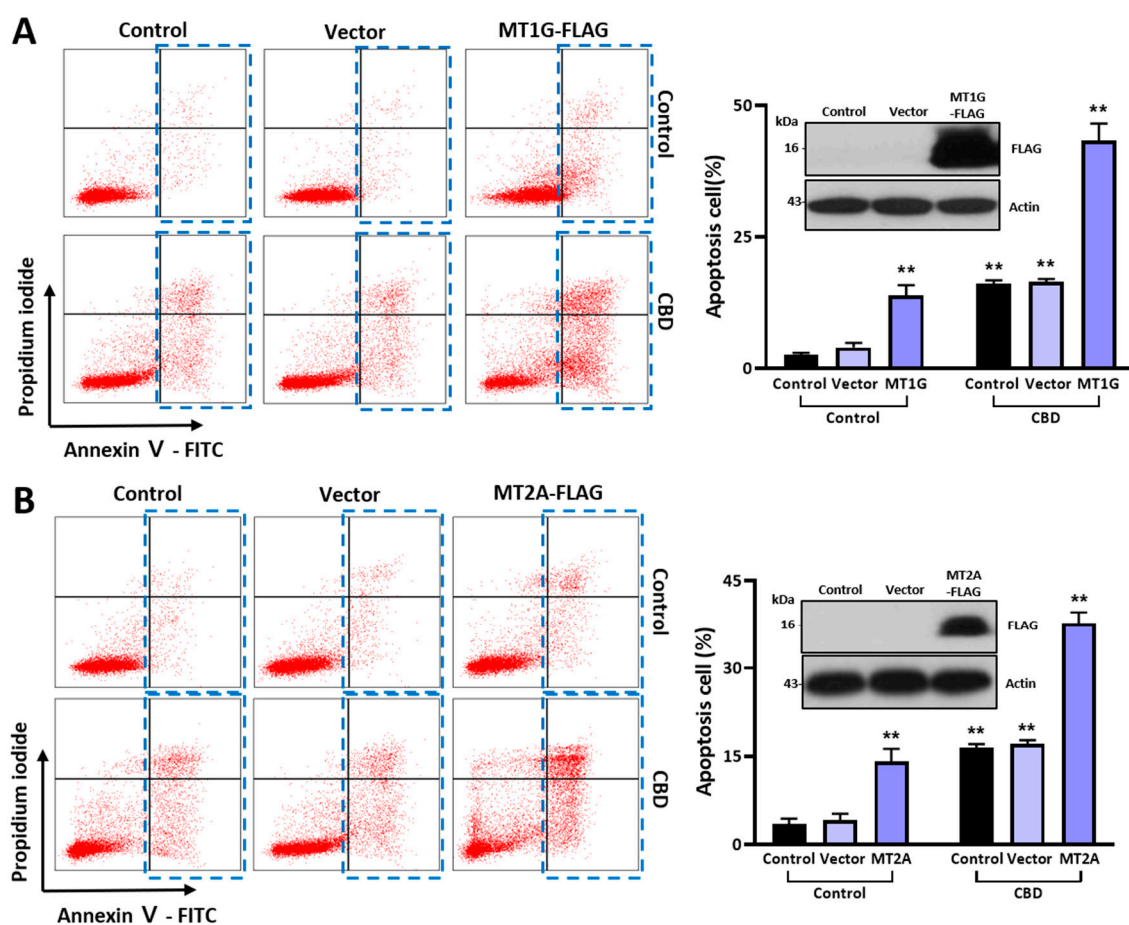 A
Control Vector MT1G-FLAG
Control
CBD
Propidium iodide
Annexin V - FITC
Apoptosis cell(%)
50
25
0
kDa
Control Vector MT1G
-FLAG
16
FLAG
43-
Actin
**
**
**
**
Control Vector MT1G
Control Vector MT1G
Control
CBD
B
Control Vector MT2A-FLAG
Control
CBD
Propidium iodide
Annexin V - FITC
Apoptosis cell (%)
45
30
15
0
kDa
Control Vector MT2A
-FLAG
16
FLAG
43-
Actin
**
**
**
**
Control Vector MT2A
Control Vector MT2A
Control
CBD